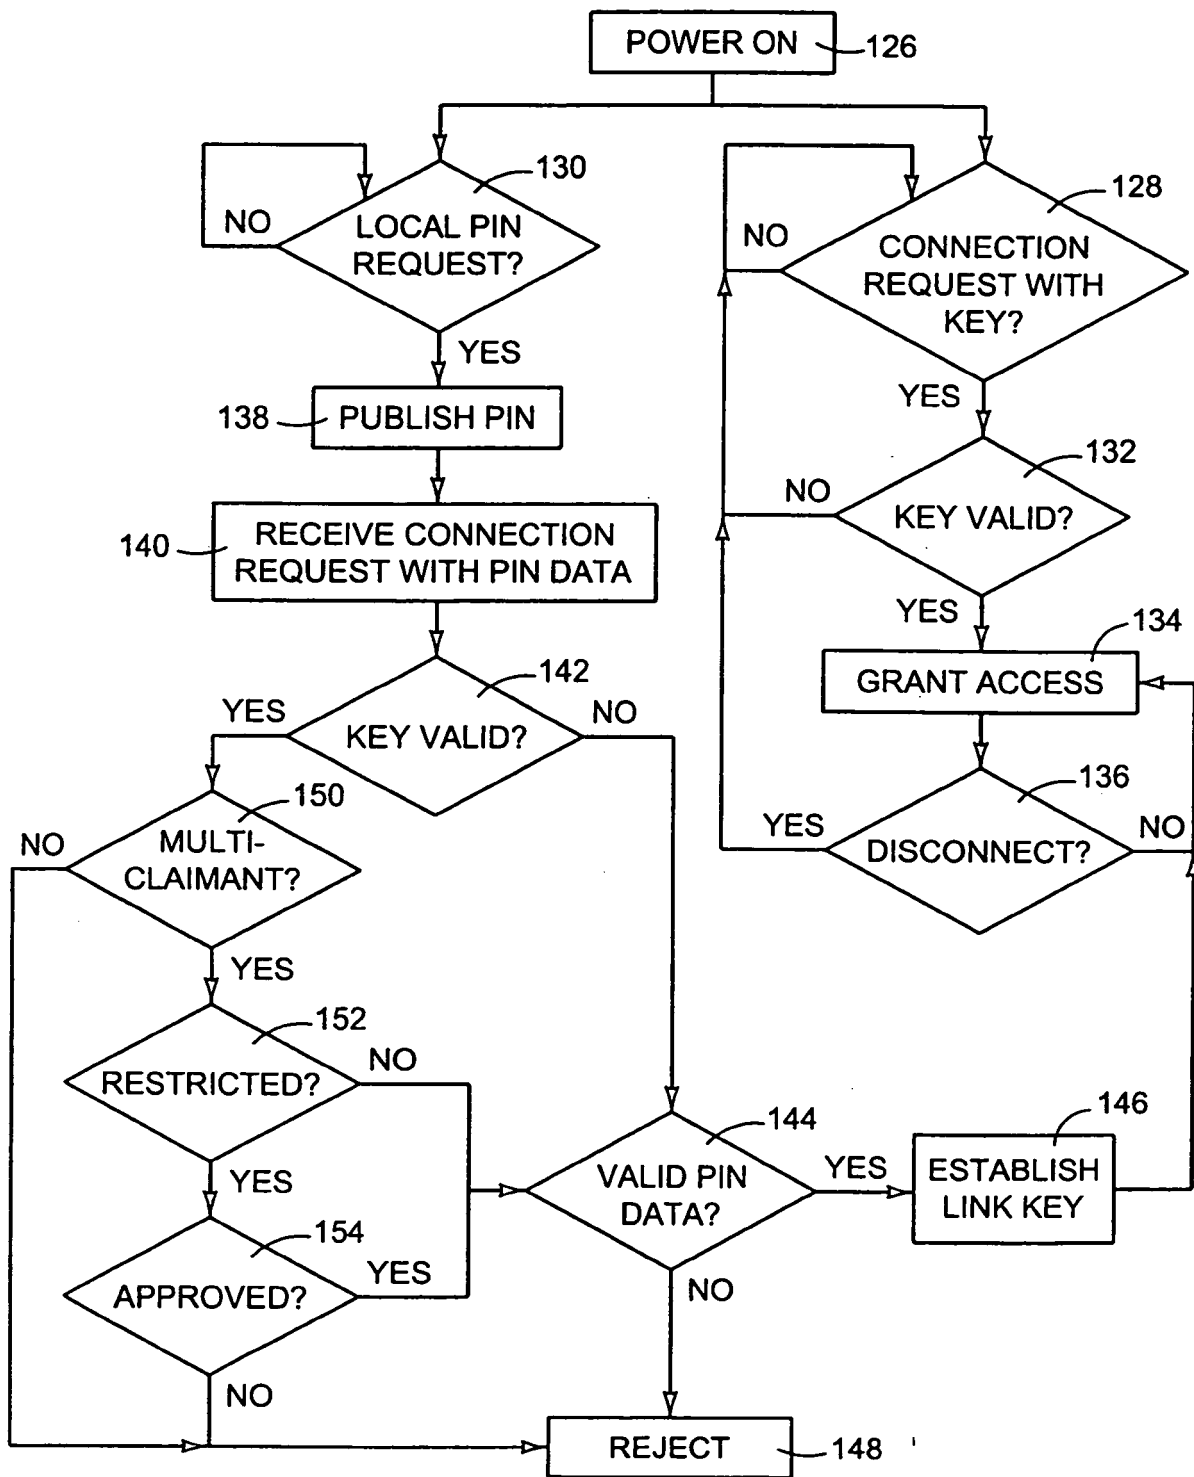 POWER ON
126
130
LOCAL PIN
REQUEST?
NO
YES
138
PUBLISH PIN
140
RECEIVE CONNECTION
REQUEST WITH PIN DATA
142
YES
KEY VALID?
NO
150
NO
MULTI-
CLAIMANT?
YES
152
RESTRICTED?
NO
YES
154
APPROVED?
YES
NO
128
NO
CONNECTION
REQUEST WITH
KEY?
YES
132
NO
KEY VALID?
YES
134
GRANT ACCESS
136
YES
DISCONNECT?
NO
144
VALID PIN
DATA?
YES
NO
146
ESTABLISH
LINK KEY
REJECT
148